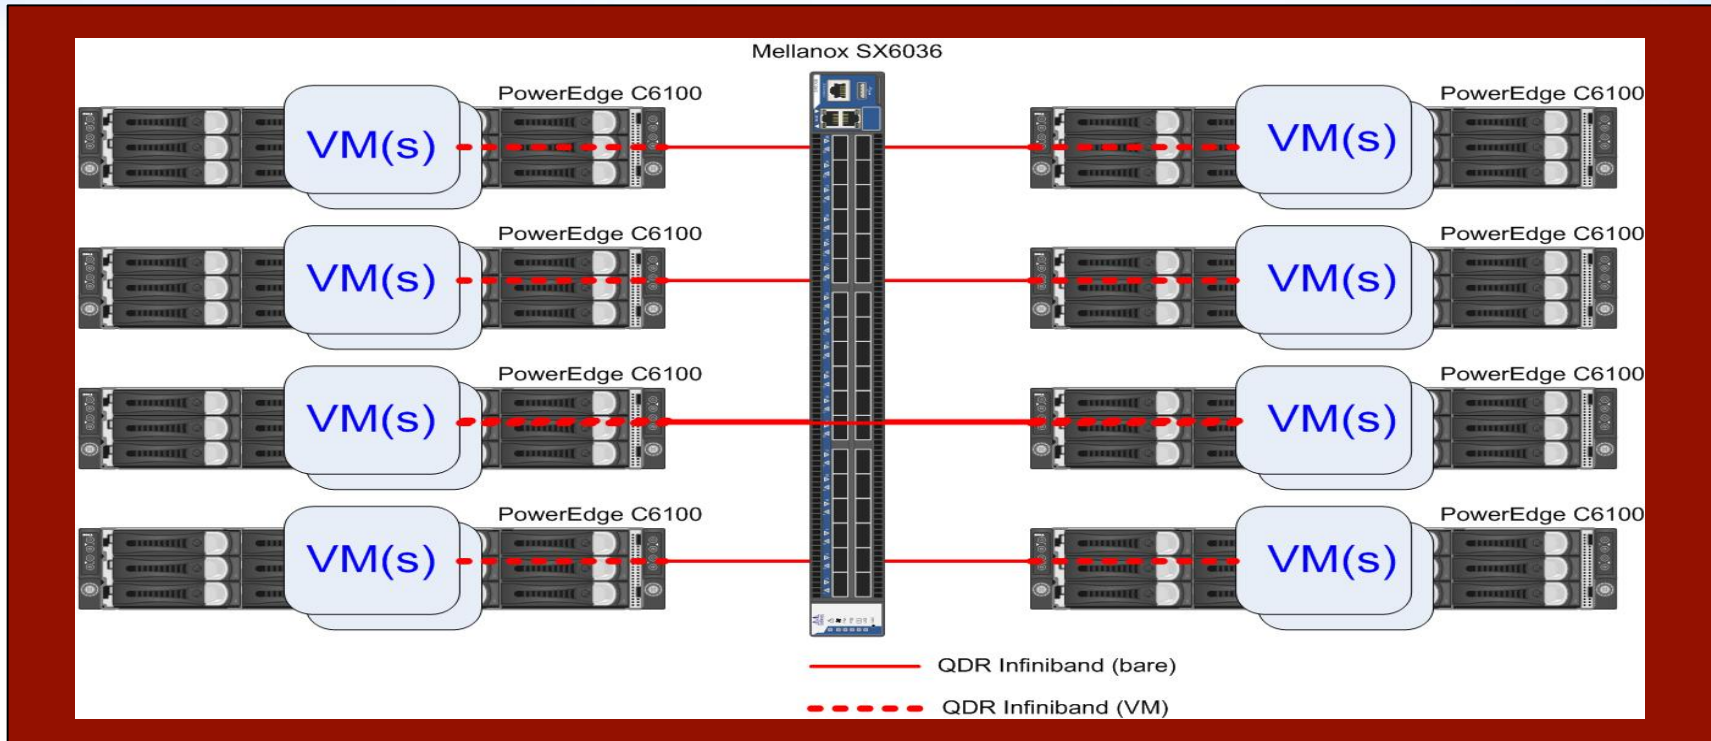 Mellanox SX6036
PowerEdge C6100
PowerEdge C6100
VM(s)
VM(s)
PowerEdge C6100
PowerEdge C6100
VM(s)
VM(s)
PowerEdge C6100
PowerEdge C6100
VM(s)
VM(s)
PowerEdge C6100
PowerEdge C6100
VM(s)
VM(s)
QDR Infiniband (bare)
QDR Infiniband (VM)